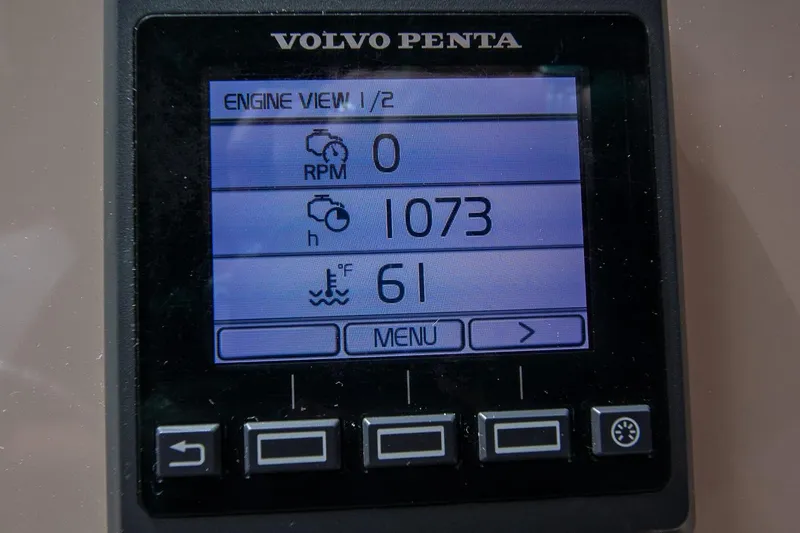 VOLVO PENTA
ENGINE VIEW 1/2
RPM 0
h 1073
°F 61
MENU >